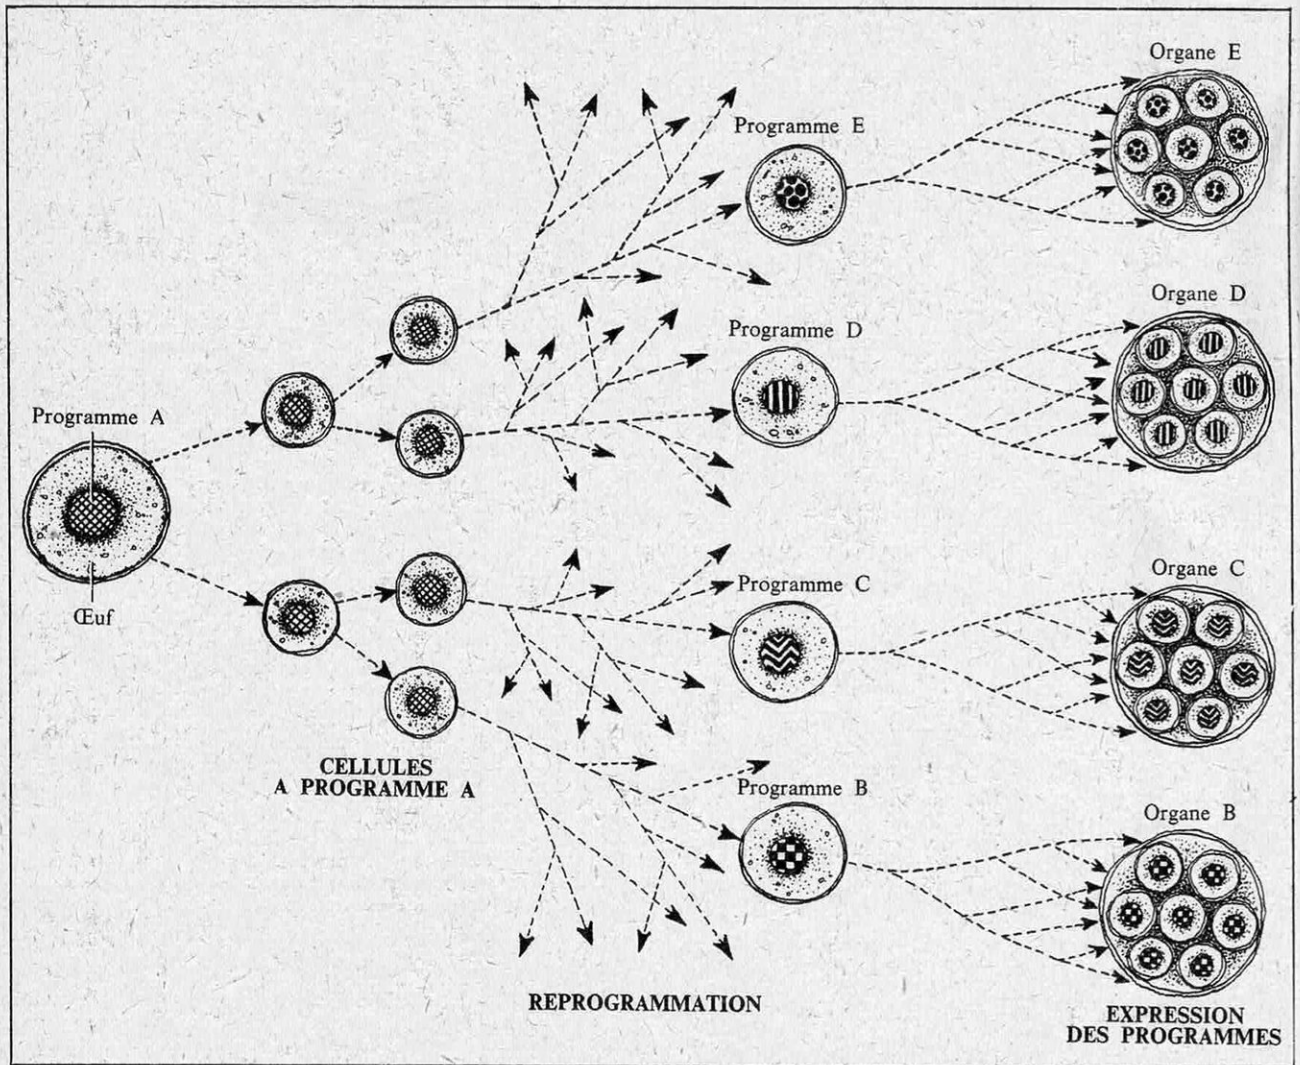 Organe E
Programme E
Organe D
Programme D
Programme A
Œuf
Organe C
Programme C
CELLULES
A PROGRAMME A
Programme B
Organe B
REPROGRAMMATION
EXPRESSION
DES PROGRAMMES